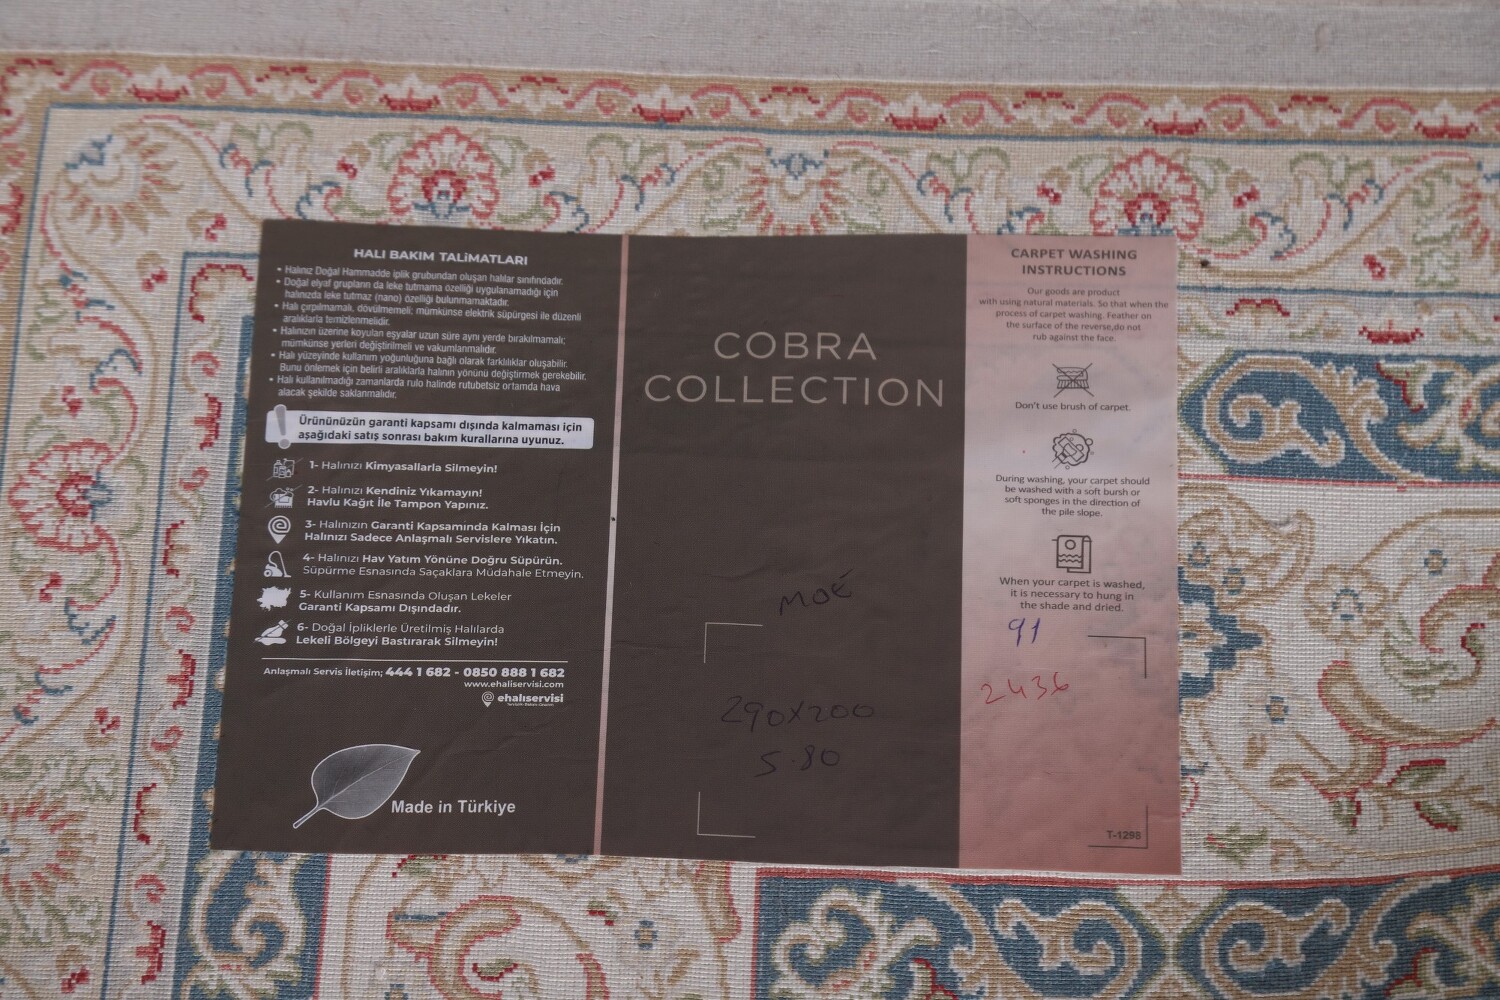 HALI BAKIM TALİMATLARI
• Halınız Doğal Hammadde iplik grubundan oluşan halılar sınıfındadır.
• Doğal elyaf grupların da leke tutmama özelliği uygulanamadığı için
halınızda leke tutmaz (nano) özelliği bulunmamaktadır.
• Halı çırpılmamalı, dövülmemeli; mümkünse elektrik süpürgesi ile düzenli
aralıklarla temizlenmelidir.
• Halınızın üzerine koyulan eşyalar uzun süre aynı yerde bırakılmamalı;
mümkünse yerleri değiştirilmeli ve vakumlanmalıdır.
• Halı yüzeyinde kullanım yoğunluğuna bağlı olarak farklılıklar oluşabilir.
Bunu önlemek için belirli aralıklarla halının yönünü değiştirmek gerekebilir.
• Halı kullanılmadığı zamanlarda rulo halinde rutubetsiz ortamda hava
alacak şekilde saklanmalıdır.
Ürününüzün garanti kapsamı dışında kalmaması için
aşağıdaki satış sonrası bakım kurallarına uyunuz.
1- Halınızı Kimyasallarla Silmeyin!
2- Halınızı Kendiniz Yıkamayın!
Havlu Kağıt İle Tampon Yapınız.
3- Halınızın Garanti Kapsamında Kalması İçin
Halınızı Sadece Anlaşmalı Servislere Yıkatın.
4- Halınızı Hav Yatım Yönüne Doğru Süpürün.
Süpürme Esnasında Saçaklara Müdahale Etmeyin.
5- Kullanım Esnasında Oluşan Lekeler
Garanti Kapsamı Dışındadır.
6- Doğal İpliklerle Üretilmiş Halılarda
Lekeli Bölgeyi Bastırarak Silmeyin!
Anlaşmalı Servis İletişim; 444 1 682 - 0850 888 1 682
www.ehaliservisi.com
ehalıservisi
Made in Türkiye
COBRA
COLLECTION
MOÉ
290X200
5.80
CARPET WASHING
INSTRUCTIONS
Our goods are product
with using natural materials. So that when the
process of carpet washing. Feather on
the surface of the reverse,do not
rub against the face.
Don't use brush of carpet.
During washing, your carpet should
be washed with a soft bursh or
soft sponges in the direction of
the pile slope.
When your carpet is washed,
it is necessary to hung in
the shade and dried.
91
2436
T-1298